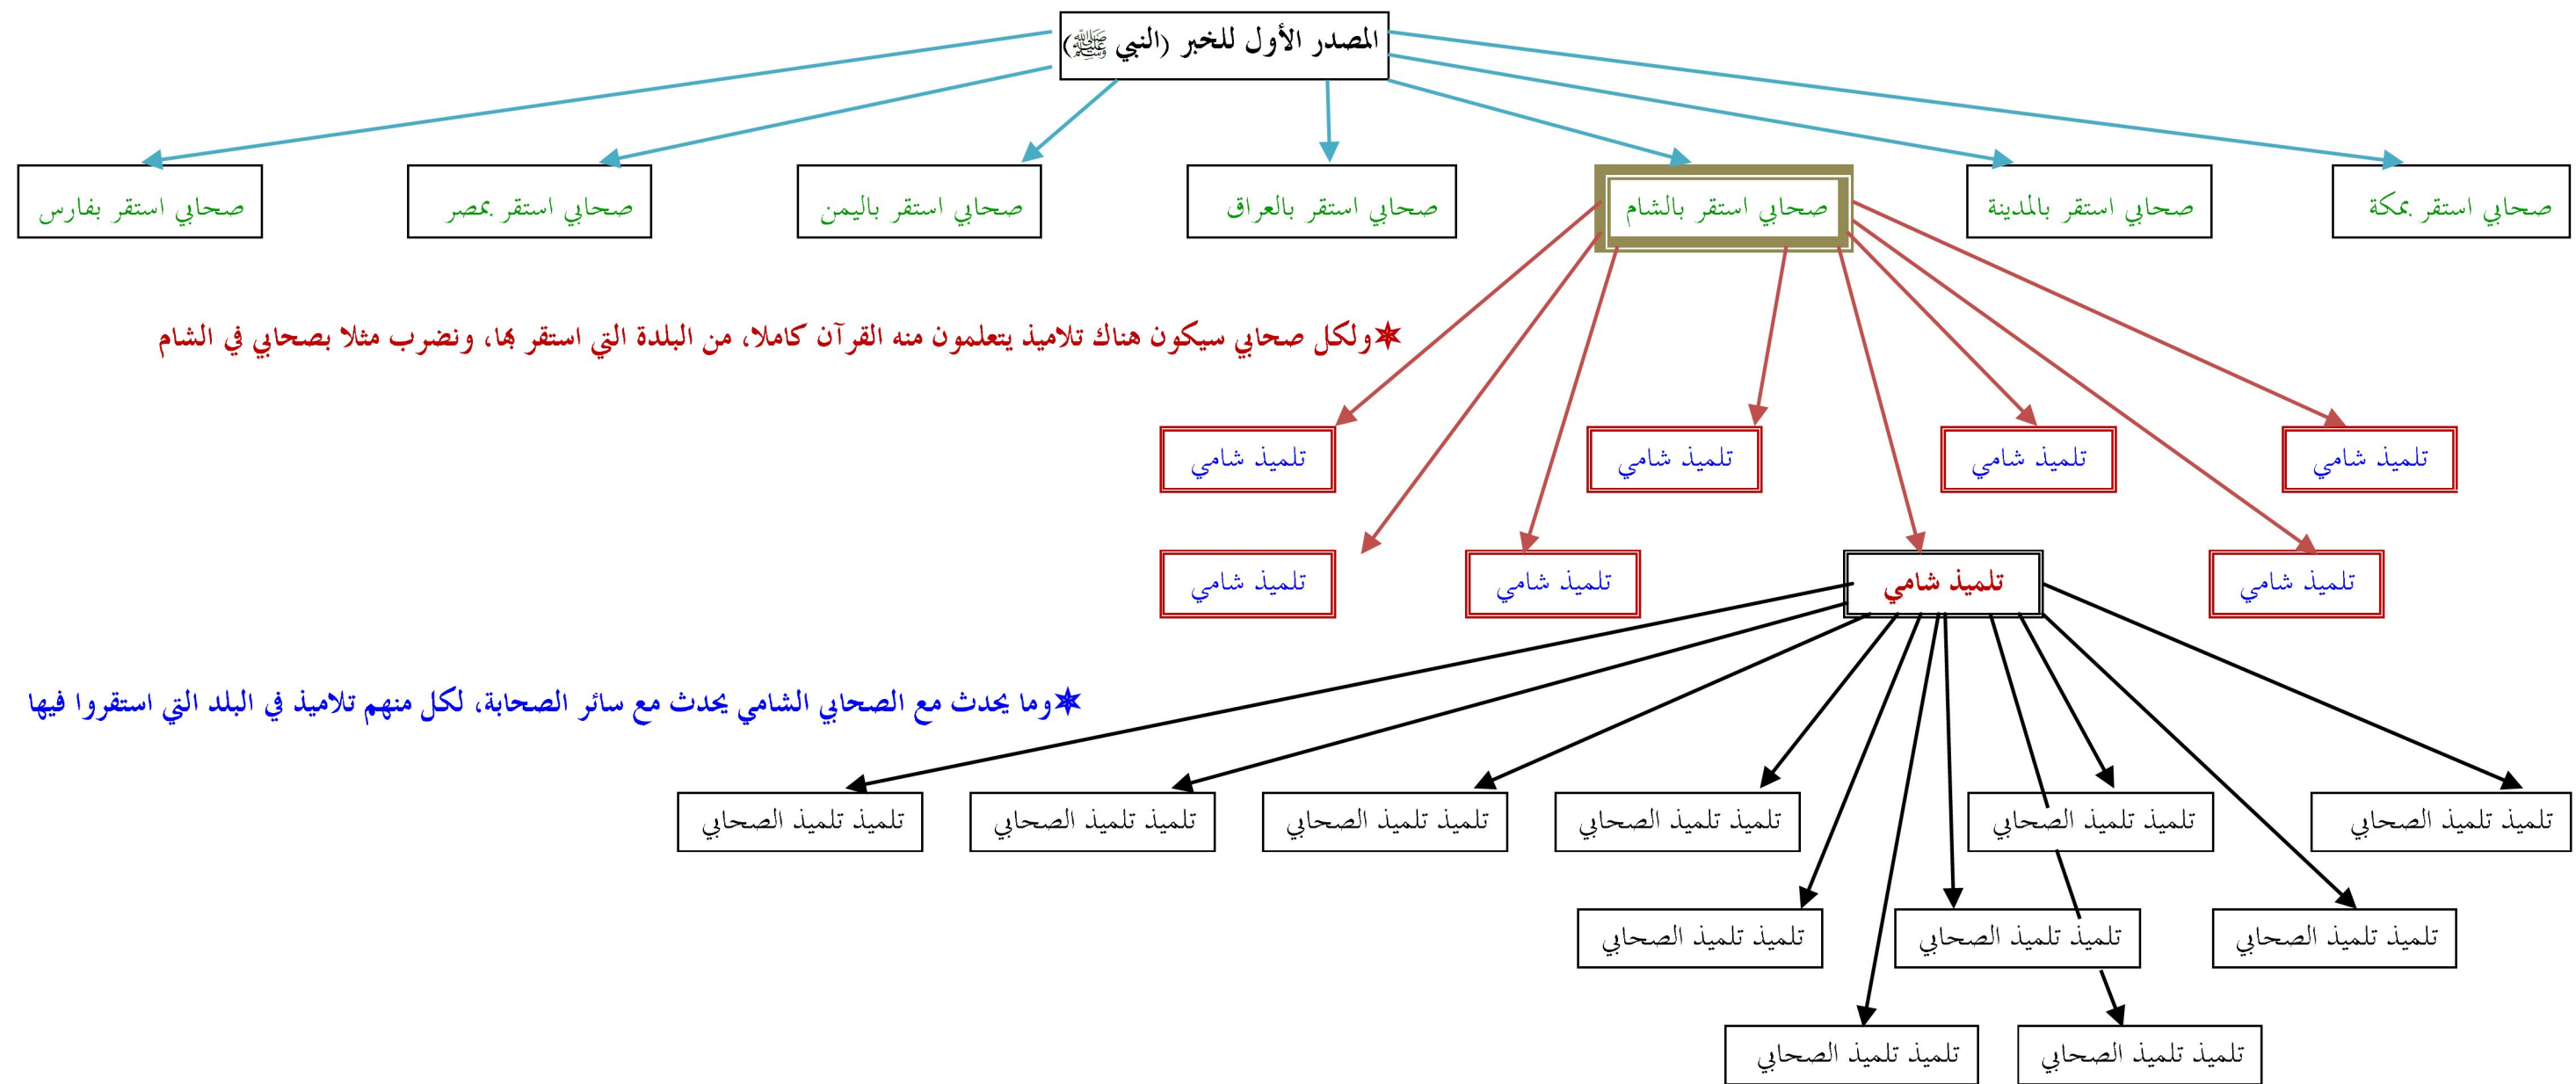 المصدر الأول للخبر (النبي ﷺ)
صحابي استقر بمكة
صحابي استقر بالمدينة
صحابي استقر بالشام
صحابي استقر بالعراق
صحابي استقر باليمن
صحابي استقر بمصر
صحابي استقر بفارس
✶ولكل صحابي سيكون هناك تلاميذ يتعلمون منه القرآن كاملا، من البلدة التي استقر بها، ونضرب مثلا بصحابي في الشام
تلميذ شامي
تلميذ شامي
تلميذ شامي
تلميذ شامي
تلميذ شامي
تلميذ شامي
تلميذ شامي
تلميذ شامي
✶وما يحدث مع الصحابي الشامي يحدث مع سائر الصحابة، لكل منهم تلاميذ في البلد التي استقروا فيها
تلميذ تلميذ الصحابي
تلميذ تلميذ الصحابي
تلميذ تلميذ الصحابي
تلميذ تلميذ الصحابي
تلميذ تلميذ الصحابي
تلميذ تلميذ الصحابي
تلميذ تلميذ الصحابي
تلميذ تلميذ الصحابي
تلميذ تلميذ الصحابي
تلميذ تلميذ الصحابي
تلميذ تلميذ الصحابي